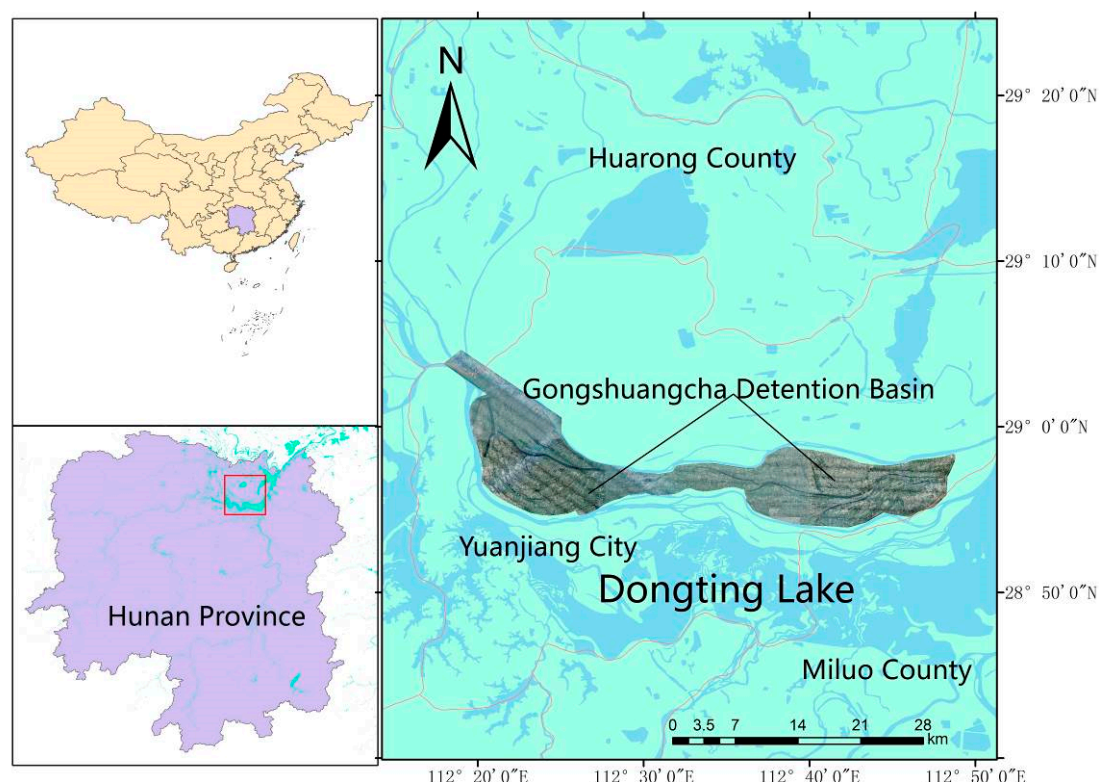 N
Huarong County
Gongshuangcha Detention Basin
Yuanjiang City
Dongting Lake
Miluo County
Hunan Province
0 3.5 7 14 21 28
km
29° 20′0″N
29° 10′0″N
29° 0′0″N
28° 50′0″N
112° 20′0″E 112° 30′0″E 112° 40′0″E 112° 50′0″E